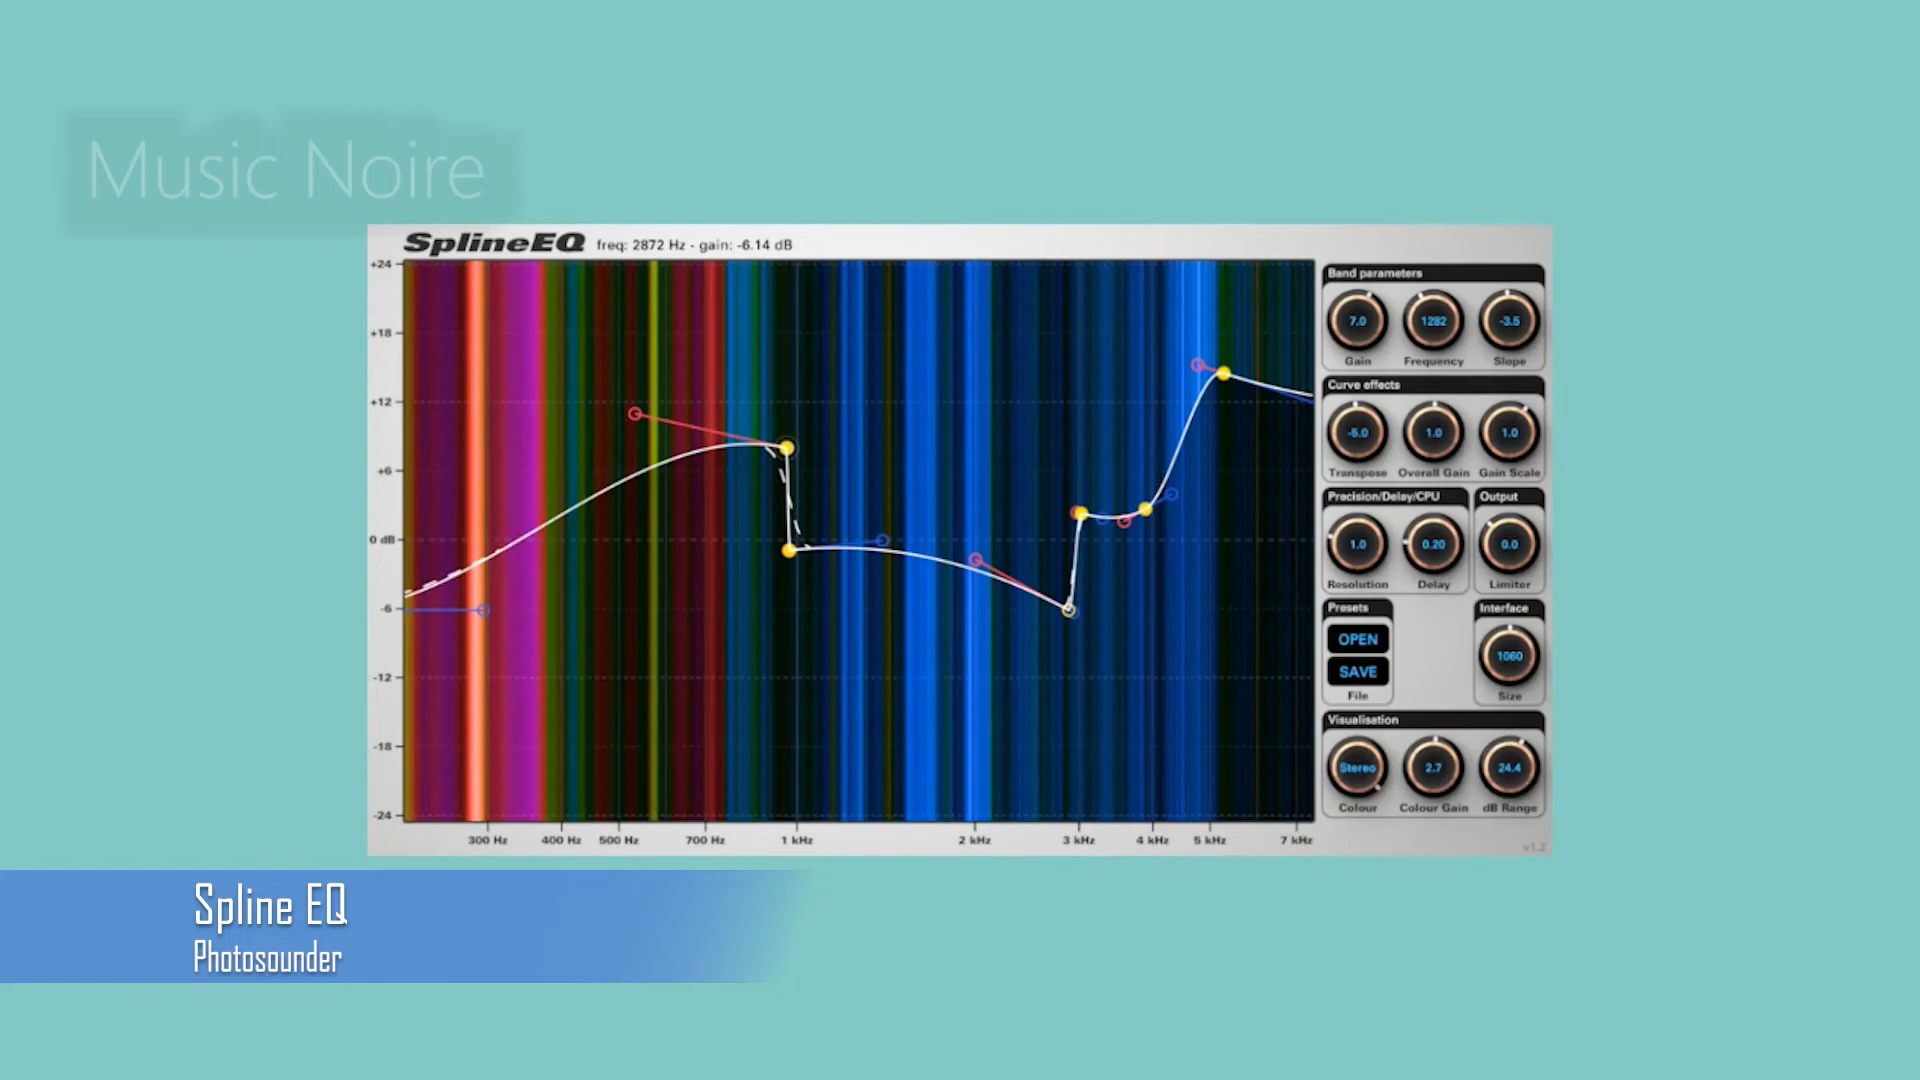 Music Noire
SplineEQ freq: 2872 Hz - gain: -6.14 dB
+24
+18
+12
+6
0 dB
-6
-12
-18
-24
300 Hz 400 Hz 500 Hz 700 Hz 1 kHz 2 kHz 3 kHz 4 kHz 5 kHz 7 kHz
Band parameters
7.0 1282 -3.5
Gain Frequency Slope
Curve effects
-5.0 1.0 1.0
Transpose Overall Gain Gain Scale
Precision/Delay/CPU Output
1.0 0.20 0.0
Resolution Delay Limiter
Presets Interface
OPEN
SAVE 1060
File Size
Visualisation
Stereo 2.7 24.4
Colour Colour Gain dB Range
v1.2
Spline EQ
Photosounder